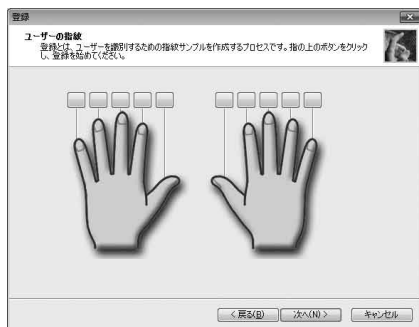 登録
ユーザーの指紋
登録とは、ユーザーを識別するための指紋サンプルを作成するプロセスです。指の上のボタンをクリック
し、登録を始めてください。
< 戻る(B)
次へ(N) >
キャンセル